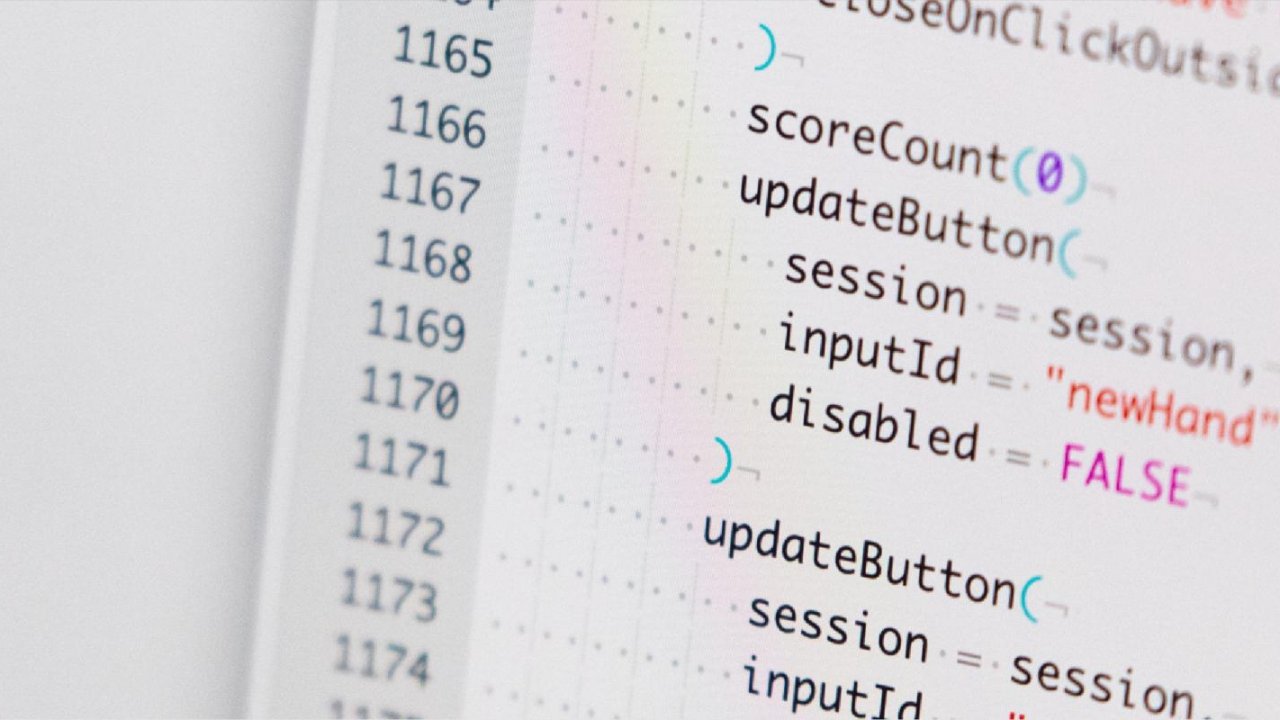 closeOnClickOutsid
1165 )
1166 scoreCount(0)
1167 updateButton(
1168 session = session,
1169 inputId = "newHand"
1170 disabled = FALSE
1171 )
1172 updateButton(
1173 session = session,
1174 inputId = "